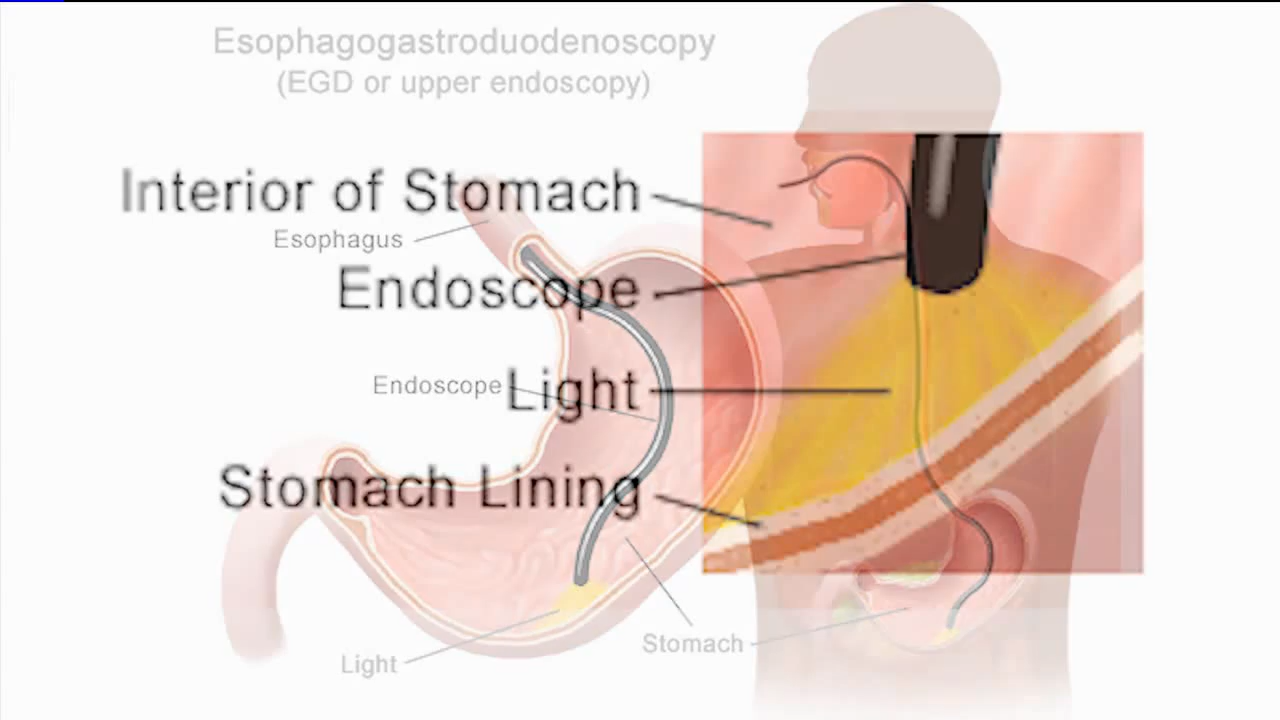 Esophagogastroduodenoscopy
(EGD or upper endoscopy)
Interior of Stomach
Esophagus
Endoscope
Endoscope
Light
Stomach Lining
Stomach
Light